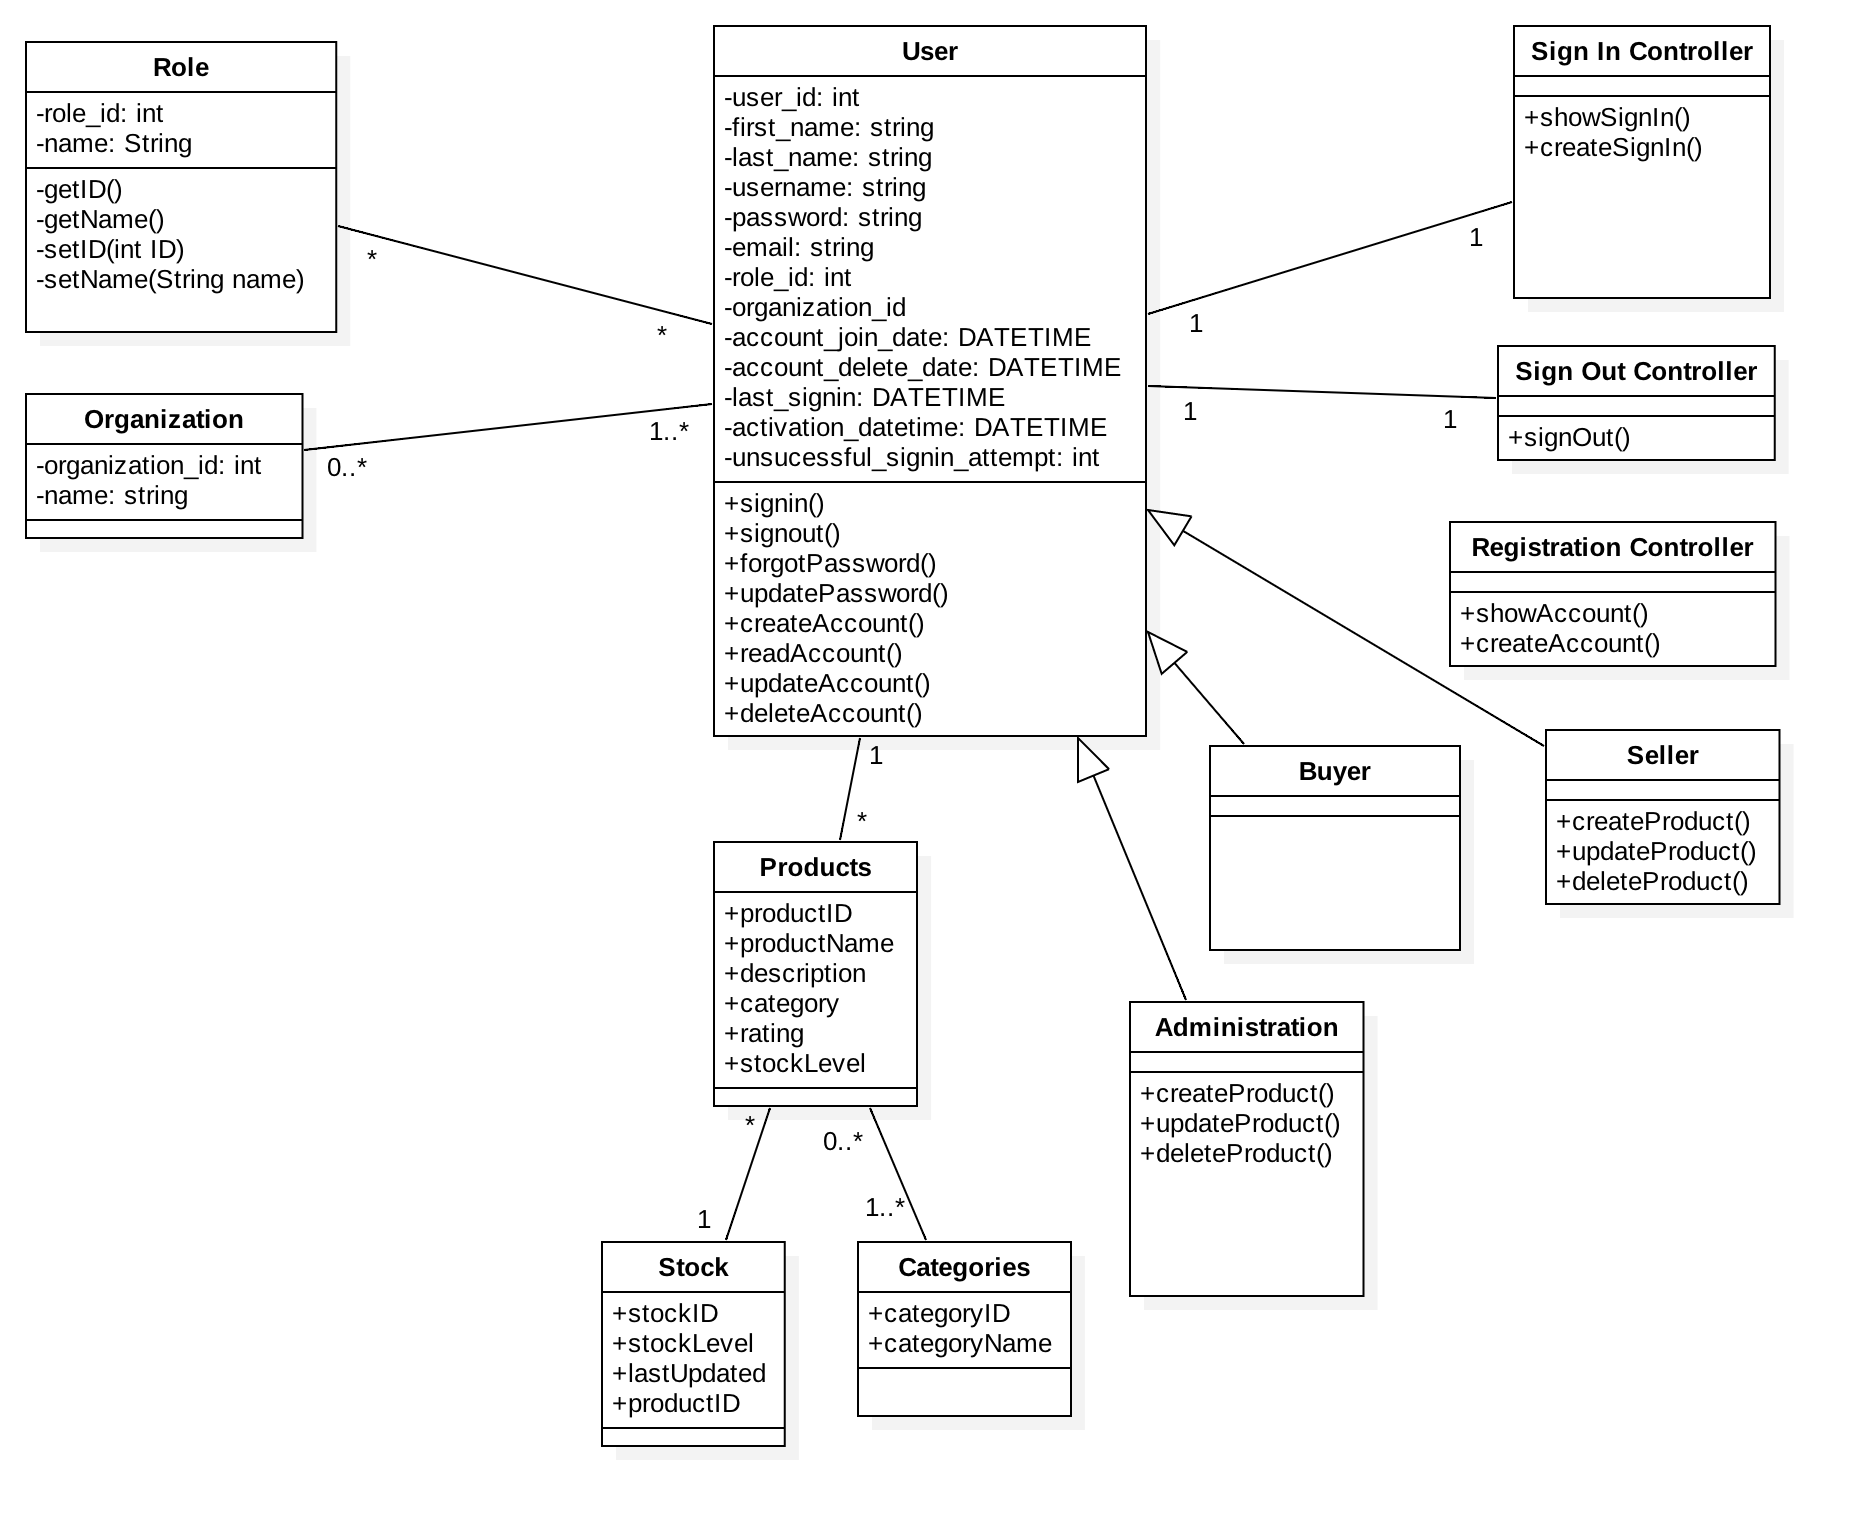 Role
-role_id: int
-name: String
-getID()
-getName()
-setID(int ID)
-setName(String name)
*
*
Organization
-organization_id: int
-name: string
0..*
1..*
User
-user_id: int
-first_name: string
-last_name: string
-username: string
-password: string
-email: string
-role_id: int
-organization_id
-account_join_date: DATETIME
-account_delete_date: DATETIME
-last_signin: DATETIME
-activation_datetime: DATETIME
-unsucessful_signin_attempt: int
+signin()
+signout()
+forgotPassword()
+updatePassword()
+createAccount()
+readAccount()
+updateAccount()
+deleteAccount()
Sign In Controller
+showSignIn()
+createSignIn()
1
1
Sign Out Controller
+signOut()
1
1
Registration Controller
+showAccount()
+createAccount()
Seller
+createProduct()
+updateProduct()
+deleteProduct()
Buyer
Administration
+createProduct()
+updateProduct()
+deleteProduct()
1
*
Products
+productID
+productName
+description
+category
+rating
+stockLevel
*
1
0..*
1..*
Stock
+stockID
+stockLevel
+lastUpdated
+productID
Categories
+categoryID
+categoryName